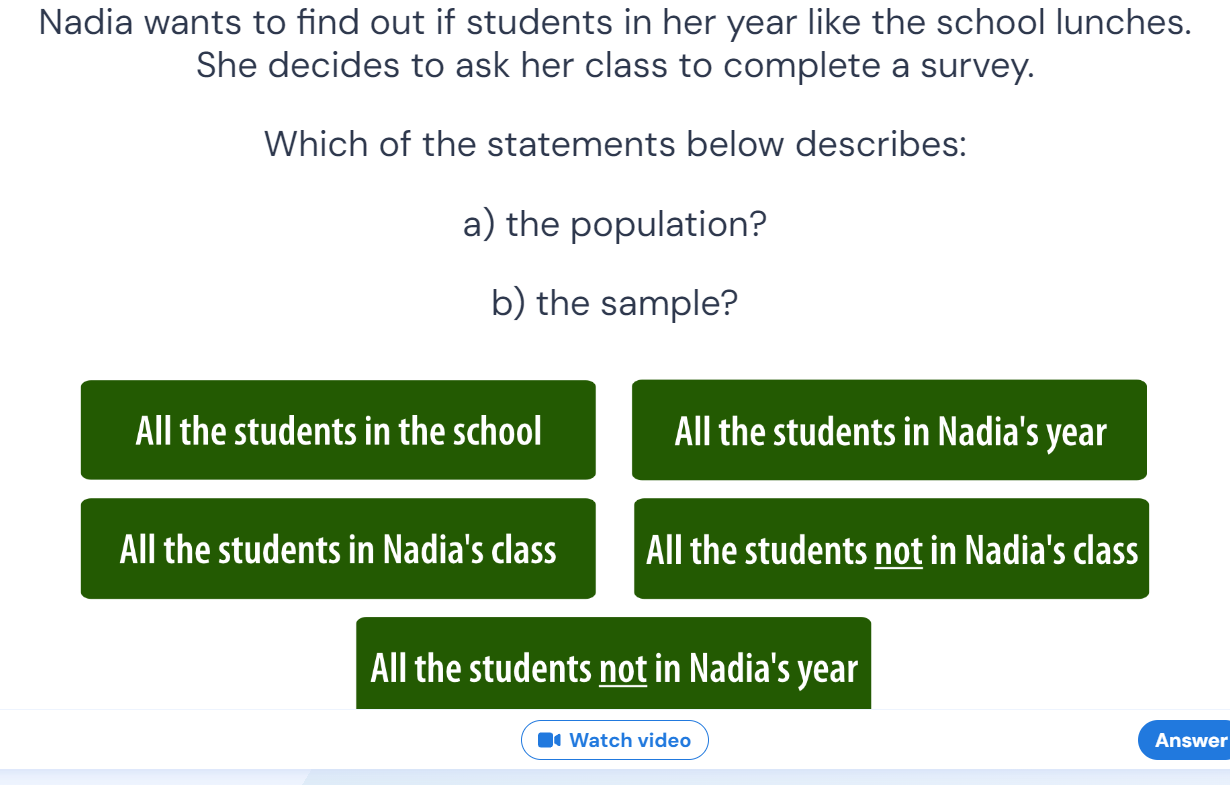 Nadia wants to find out if students in her year like the school lunches.
She decides to ask her class to complete a survey.
Which of the statements below describes:
a) the population?
b) the sample?
All the students in the school
All the students in Nadia's year
All the students in Nadia's class
All the students not in Nadia's class
All the students not in Nadia's year
Watch video
Answer